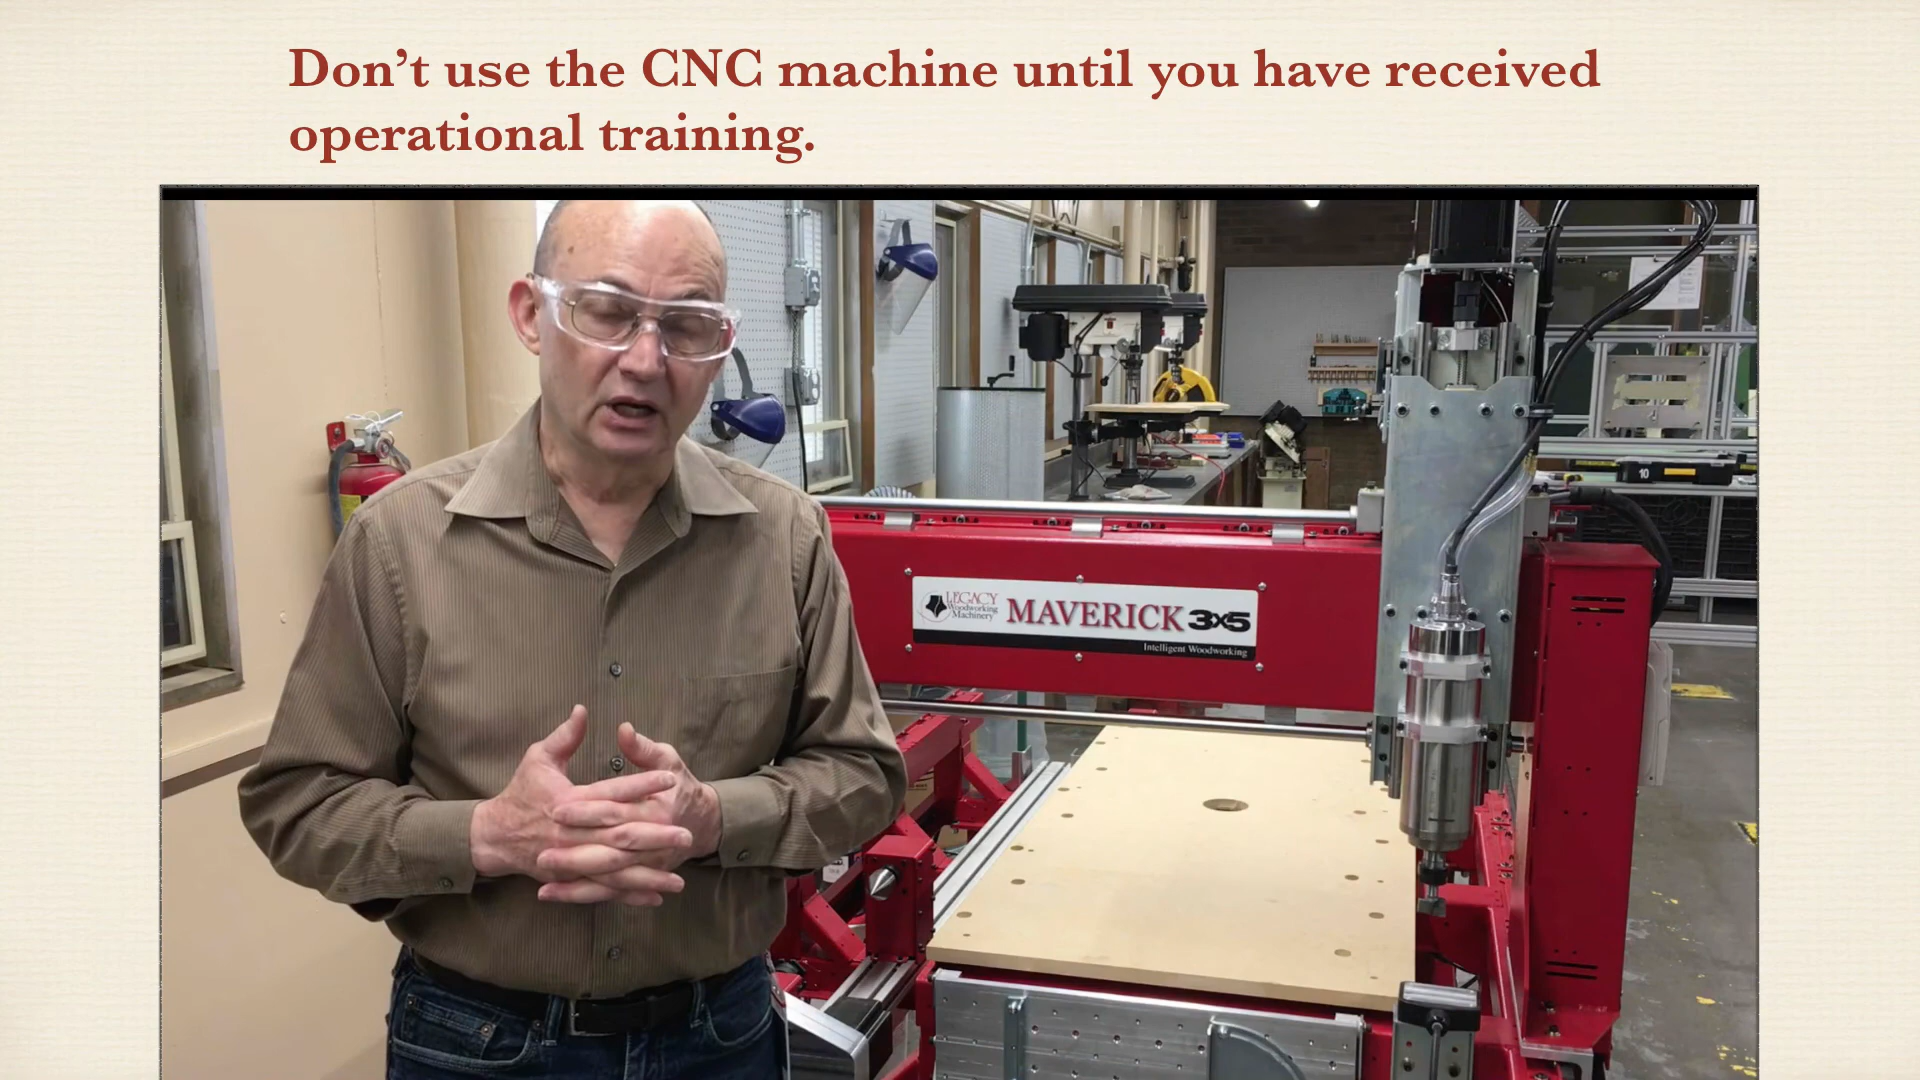 Don’t use the CNC machine until you have received
operational training.
LEGACY
Woodworking
Machinery
MAVERICK 3x5
Intelligent Woodworking
10